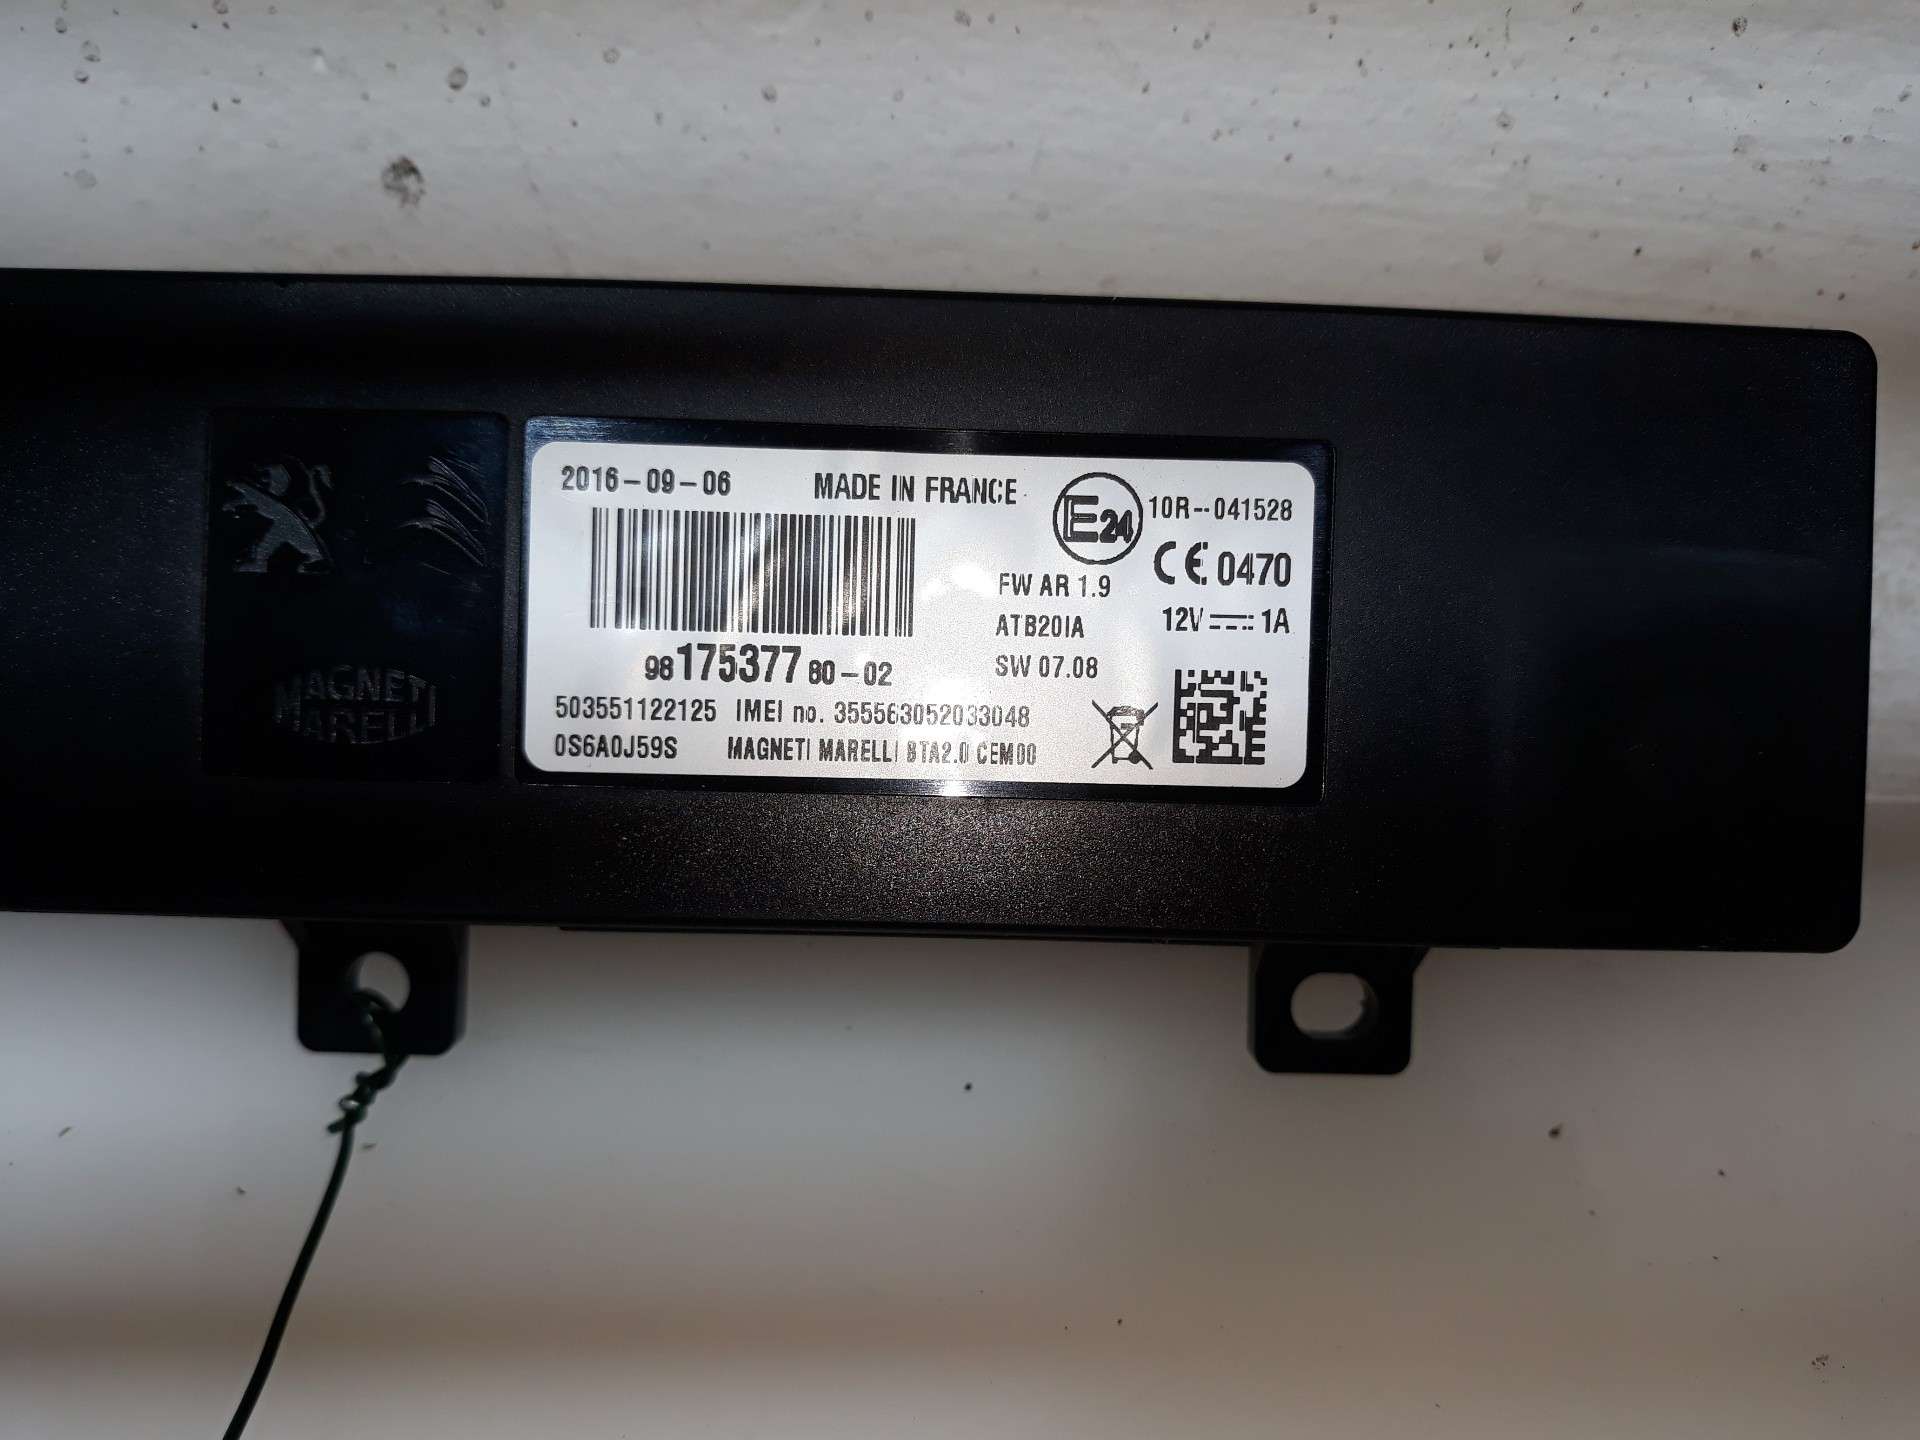 2016-09-06 MADE IN FRANCE
E24 10R-041528
CE 0470
FW AR 1.9
ATB20IA 12V 1A
9817537780-02 SW 07.08
503551122125 IMEI no. 355563052033048
0S6A0J59S MAGNETI MARELLI BTA2.0 CEM00
MAGNETI
MARELLI